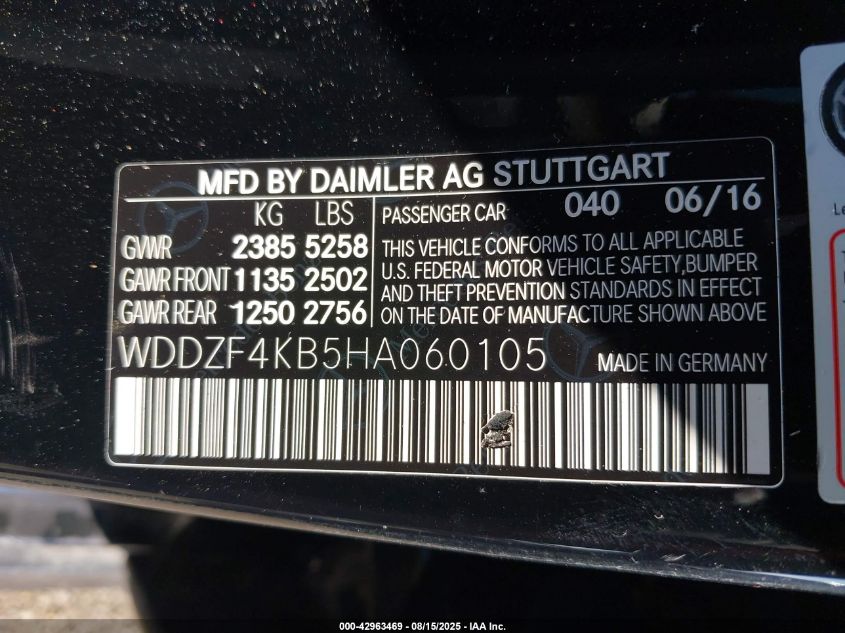 MFD BY DAIMLER AG STUTTGART
KG LBS
GVWR 2385 5258
GAWR FRONT 1135 2502
GAWR REAR 1250 2756
PASSENGER CAR 040 06/16
THIS VEHICLE CONFORMS TO ALL APPLICABLE
U.S. FEDERAL MOTOR VEHICLE SAFETY,BUMPER
AND THEFT PREVENTION STANDARDS IN EFFECT
ON THE DATE OF MANUFACTURE SHOWN ABOVE
WDDZF4KB5HA060105 MADE IN GERMANY
Le
000-42963469 - 08/15/2025 - IAA Inc.